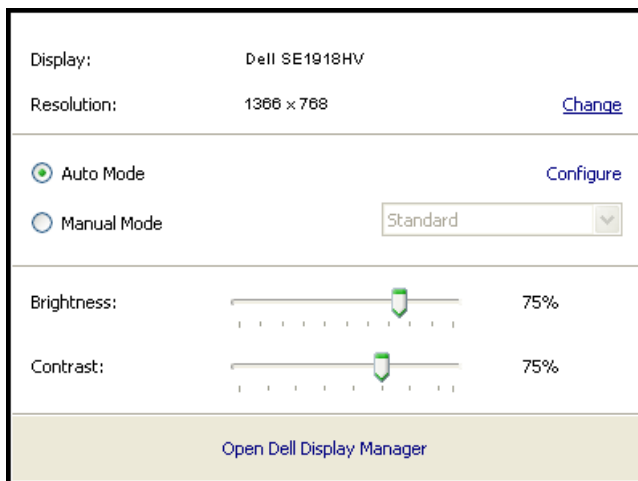 Display: Dell SE1918HV
Resolution: 1366 x 768 Change
Auto Mode Configure
Manual Mode Standard
Brightness: 75%
Contrast: 75%
Open Dell Display Manager